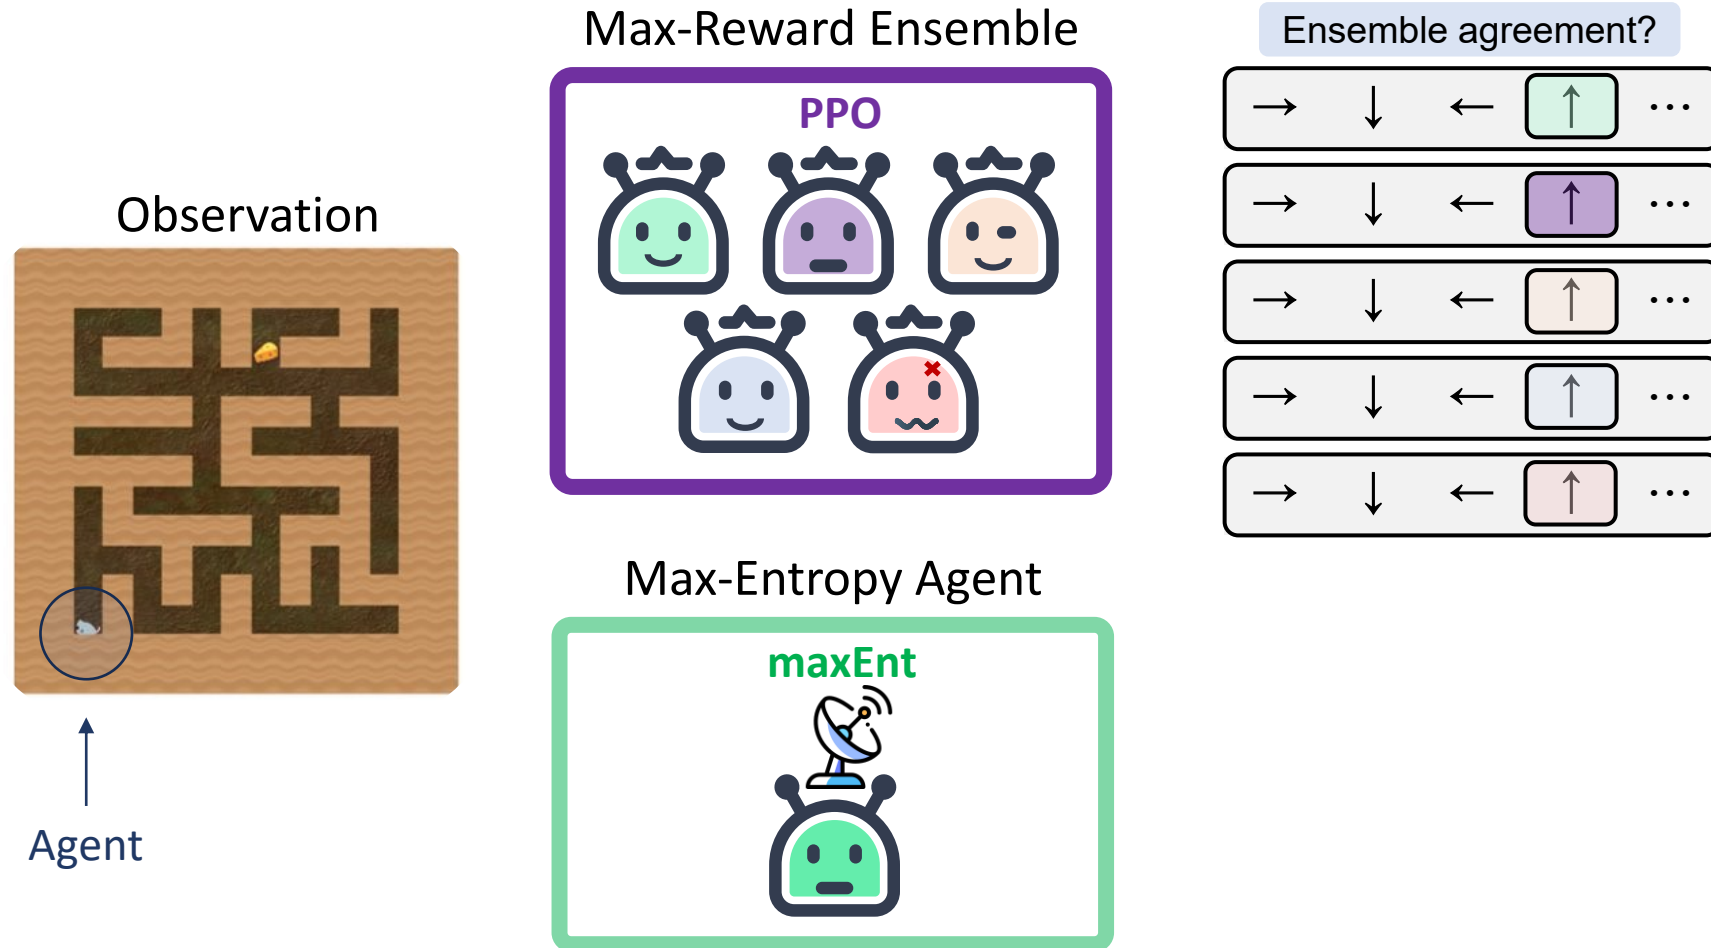 Max-Reward Ensemble
Ensemble agreement?
PPO
→ ↓ ← ↑ ...
→ ↓ ← ↑ ...
→ ↓ ← ↑ ...
→ ↓ ← ↑ ...
→ ↓ ← ↑ ...
Observation
Agent
Max-Entropy Agent
maxEnt